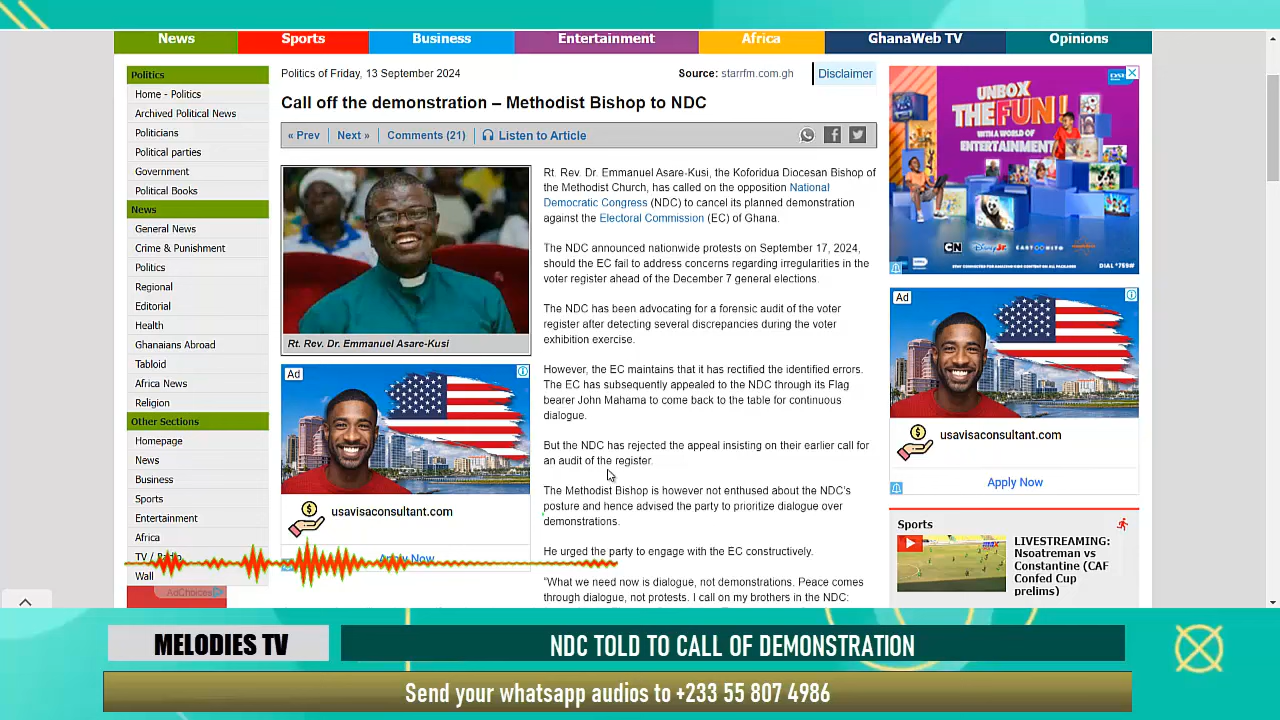 News
Sports
Business
Entertainment
Africa
GhanaWeb TV
Opinions
Politics
Home - Politics
Archived Political News
Politicians
Political parties
Government
Political Books
News
General News
Crime & Punishment
Politics
Regional
Editorial
Health
Ghanaians Abroad
Tabloid
Africa News
Religion
Other Sections
Homepage
News
Business
Sports
Entertainment
Africa
TV / Radio
Wall
AdChoices
Politics of Friday, 13 September 2024
Source: starrfm.com.gh
Disclaimer
Call off the demonstration – Methodist Bishop to NDC
« Prev
Next »
Comments (21)
Listen to Article
Rt. Rev. Dr. Emmanuel Asare-Kusi
Ad
usavisaconsultant.com
Apply Now
Rt. Rev. Dr. Emmanuel Asare-Kusi, the Koforidua Diocesan Bishop of
the Methodist Church, has called on the opposition National
Democratic Congress (NDC) to cancel its planned demonstration
against the Electoral Commission (EC) of Ghana.
The NDC announced nationwide protests on September 17, 2024,
should the EC fail to address concerns regarding irregularities in the
voter register ahead of the December 7 general elections.
The NDC has been advocating for a forensic audit of the voter
register after detecting several discrepancies during the voter
exhibition exercise.
However, the EC maintains that it has rectified the identified errors.
The EC has subsequently appealed to the NDC through its Flag
bearer John Mahama to come back to the table for continuous
dialogue.
But the NDC has rejected the appeal insisting on their earlier call for
an audit of the register.
The Methodist Bishop is however not enthused about the NDC's
posture and hence advised the party to prioritize dialogue over
demonstrations.
He urged the party to engage with the EC constructively.
"What we need now is dialogue, not demonstrations. Peace comes
through dialogue, not protests. I call on my brothers in the NDC:
UNBOX
THE FUN!
WITH A WORLD OF
ENTERTAINMENT
CN
DIAL *759#
Ad
usavisaconsultant.com
Apply Now
Sports
LIVESTREAMING:
Nsoatreman vs
Constantine (CAF
Confed Cup
prelims)
MELODIES TV
NDC TOLD TO CALL OF DEMONSTRATION
Send your whatsapp audios to +233 55 807 4986